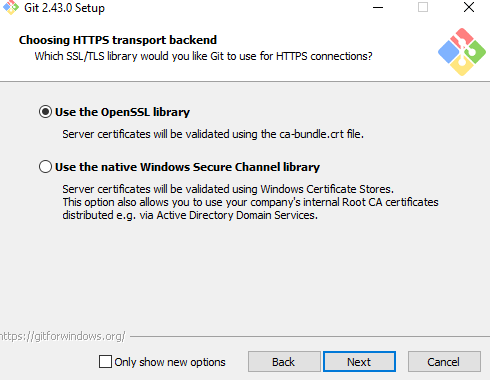 Git 2.43.0 Setup
Choosing HTTPS transport backend
Which SSL/TLS library would you like Git to use for HTTPS connections?
Use the OpenSSL library
Server certificates will be validated using the ca-bundle.crt file.
Use the native Windows Secure Channel library
Server certificates will be validated using Windows Certificate Stores.
This option also allows you to use your company's internal Root CA certificates
distributed e.g. via Active Directory Domain Services.
https://gitforwindows.org/
Only show new options
Back
Next
Cancel